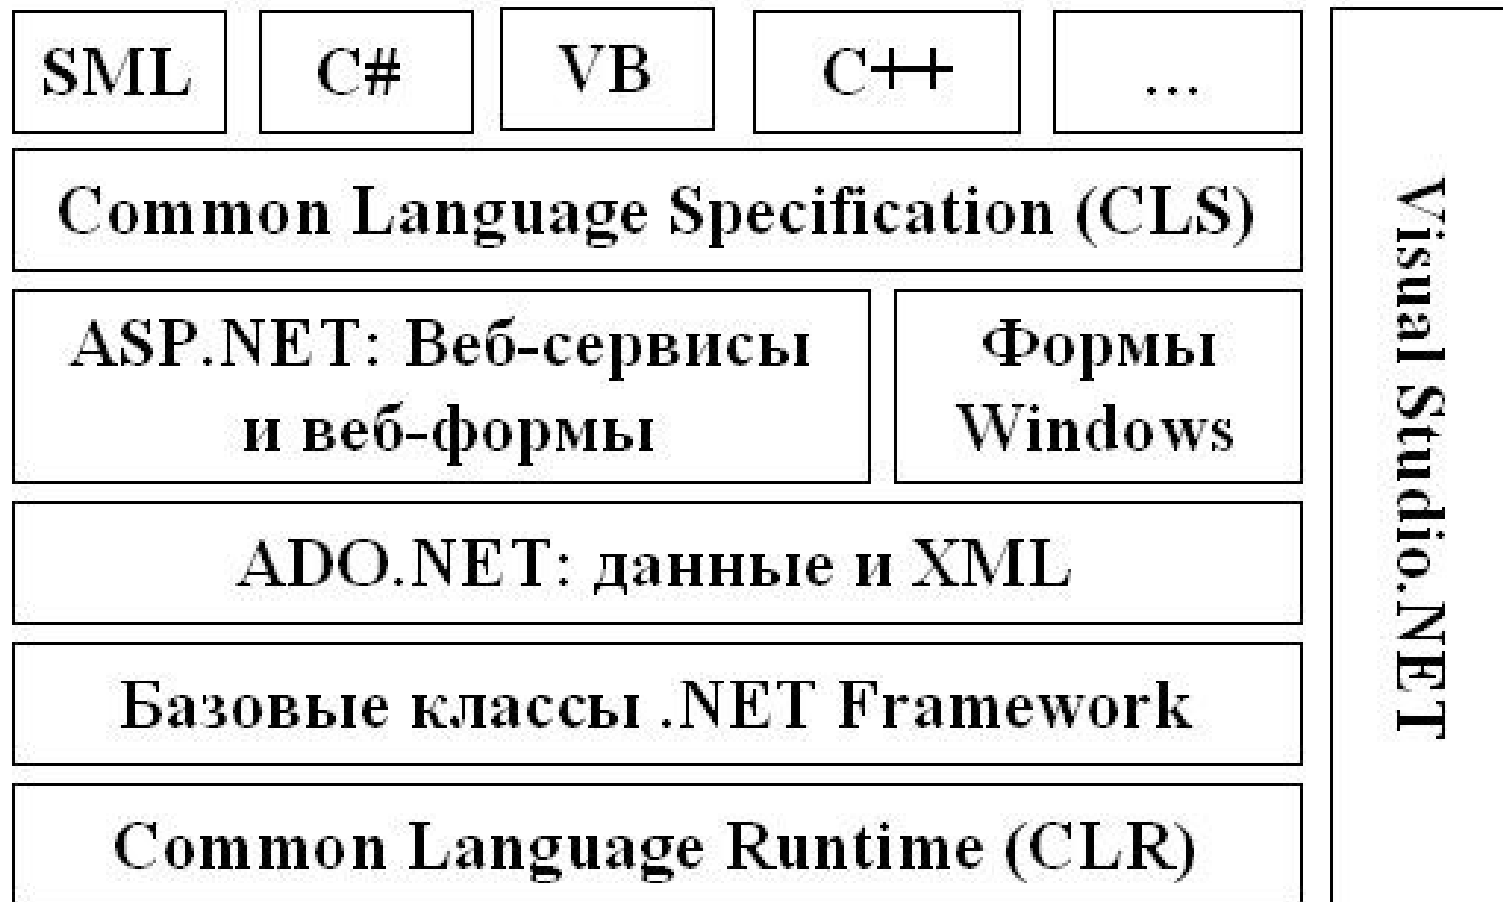 SML
C#
VB
C++
...
Common Language Specification (CLS)
ASP.NET: Веб-сервисы
и веб-формы
Формы
Windows
ADO.NET: данные и XML
Базовые классы .NET Framework
Common Language Runtime (CLR)
Visual Studio.NET